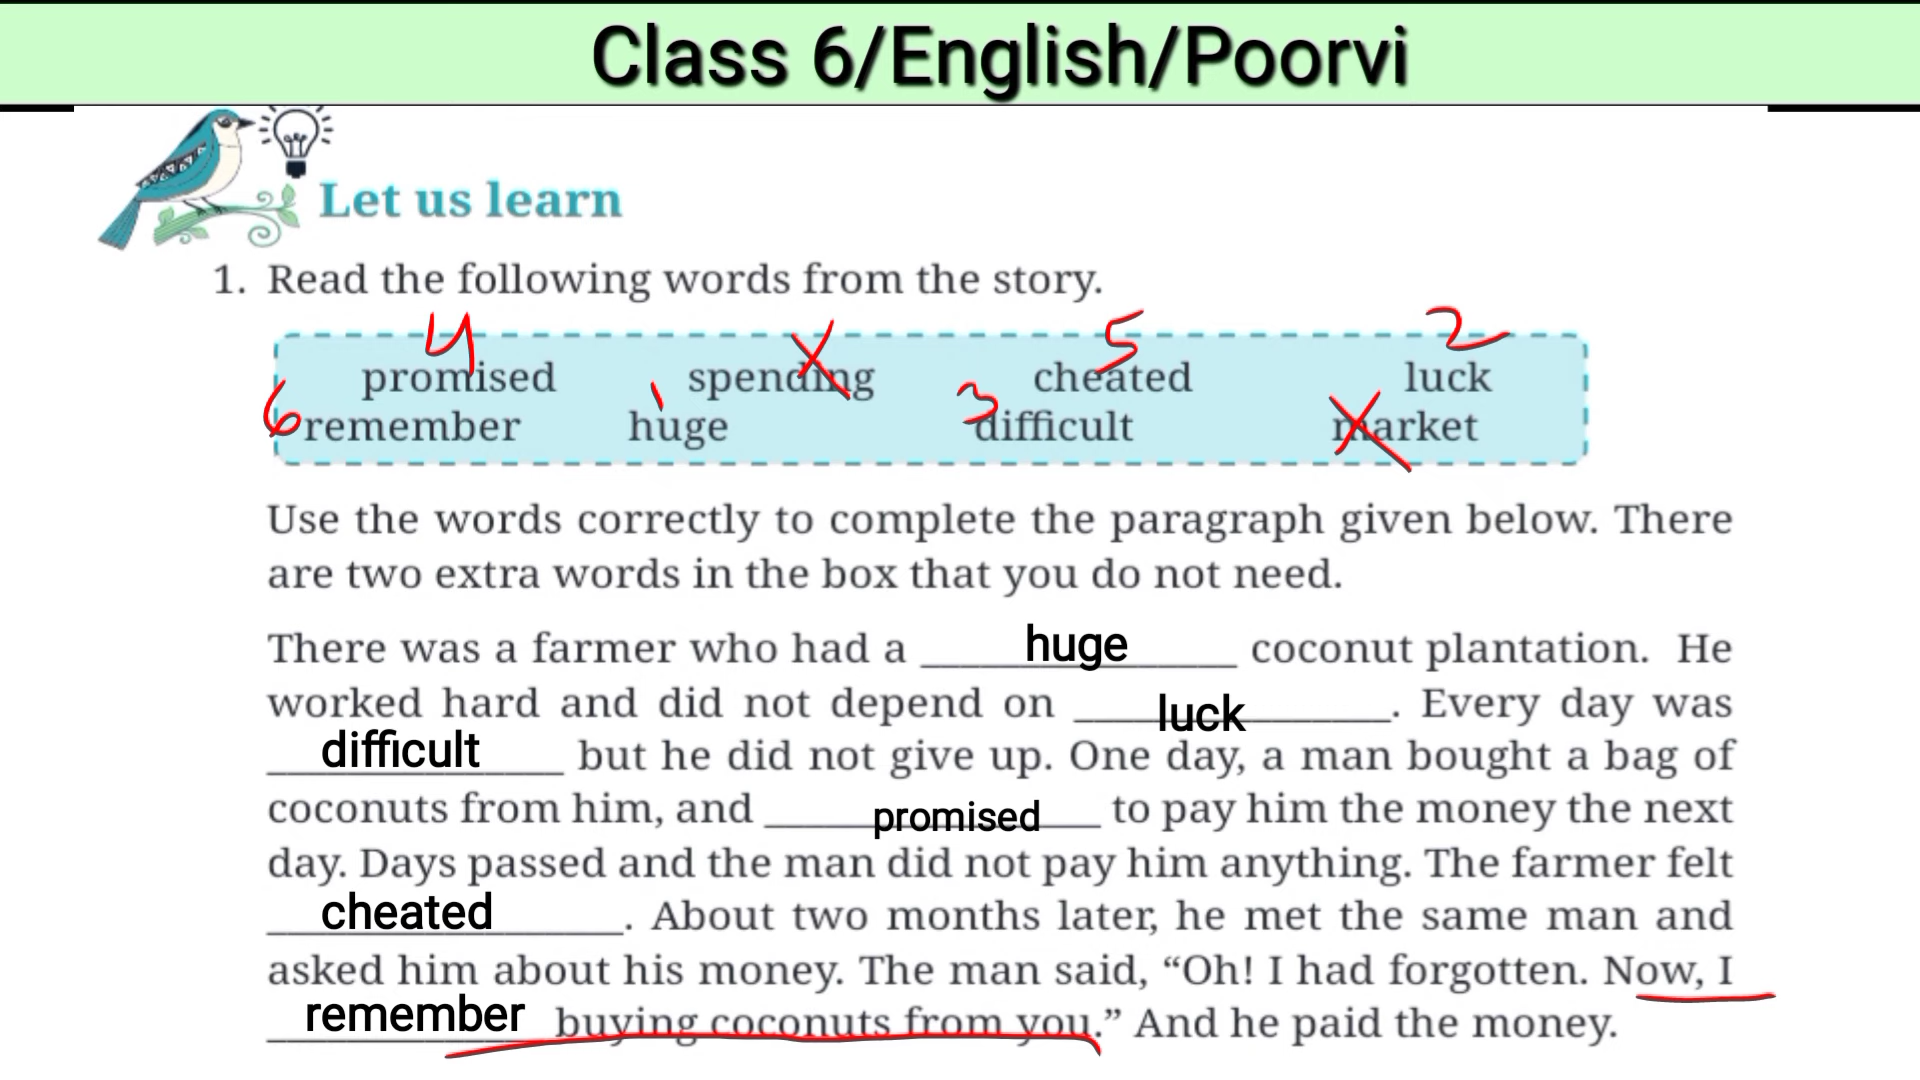 Class 6/English/Poorvi
Let us learn
1. Read the following words from the story.
4 X 5 2
promised spending cheated luck
6 1 3 X
remember huge difficult market
Use the words correctly to complete the paragraph given below. There
are two extra words in the box that you do not need.
There was a farmer who had a huge coconut plantation. He
worked hard and did not depend on luck. Every day was
difficult but he did not give up. One day, a man bought a bag of
coconuts from him, and promised to pay him the money the next
day. Days passed and the man did not pay him anything. The farmer felt
cheated. About two months later, he met the same man and
asked him about his money. The man said, “Oh! I had forgotten. Now, I
remember buying coconuts from you.” And he paid the money.